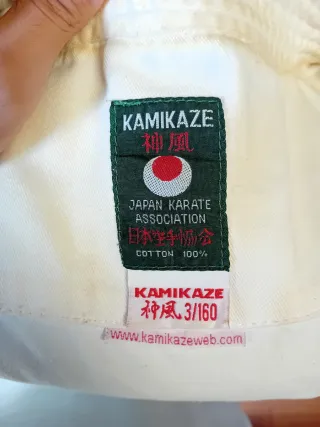 KAMIKAZE
神風
JAPAN KARATE
ASSOCIATION
日本空手協会
COTTON 100%
KAMIKAZE
神風 3/160
www.kamikazeweb.com